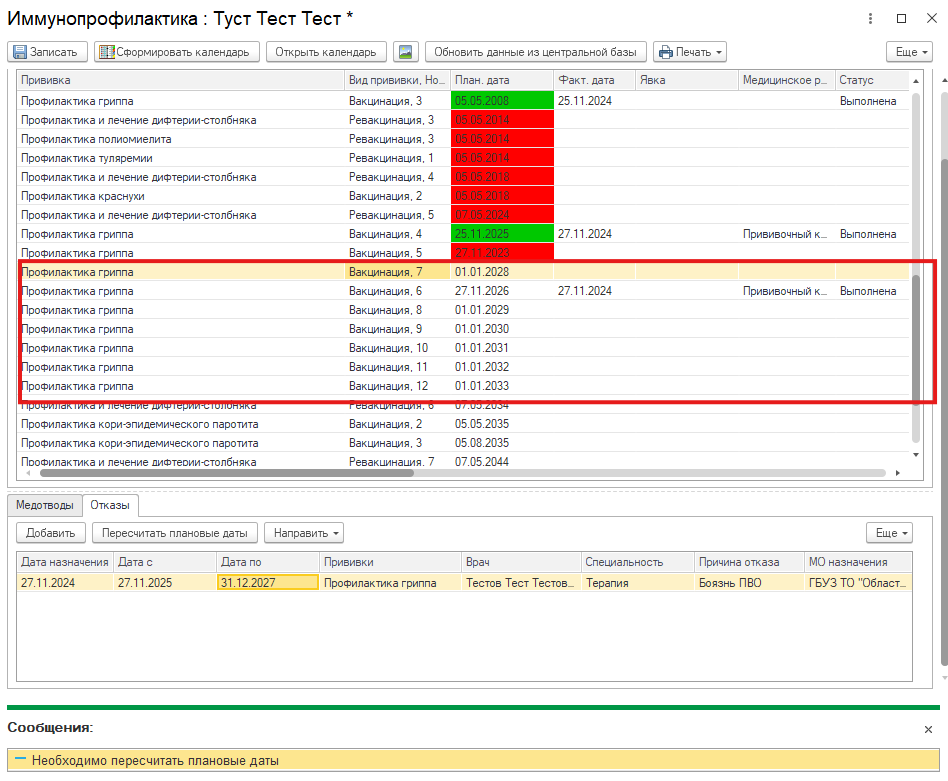 Иммунопрофилактика : Туст Тест Тест *
Записать Сформировать календарь Открыть календарь Обновить данные из центральной базы Печать Еще
Прививка Вид прививки, Но... План. дата Факт. дата Явка Медицинское р... Статус
Профилактика гриппа Вакцинация, 3 05.05.2008 25.11.2024 Выполнена
Профилактика и лечение дифтерии-столбняка Ревакцинация, 3 05.05.2014
Профилактика полиомиелита Ревакцинация, 3 05.05.2014
Профилактика туляремии Ревакцинация, 1 05.05.2014
Профилактика и лечение дифтерии-столбняка Ревакцинация, 4 05.05.2018
Профилактика краснухи Вакцинация, 2 05.05.2018
Профилактика и лечение дифтерии-столбняка Ревакцинация, 5 07.05.2024
Профилактика гриппа Вакцинация, 4 25.11.2025 27.11.2024 Прививочный к... Выполнена
Профилактика гриппа Вакцинация, 5 27.11.2023
Профилактика гриппа Вакцинация, 7 01.01.2028
Профилактика гриппа Вакцинация, 6 27.11.2026 27.11.2024 Прививочный к... Выполнена
Профилактика гриппа Вакцинация, 8 01.01.2029
Профилактика гриппа Вакцинация, 9 01.01.2030
Профилактика гриппа Вакцинация, 10 01.01.2031
Профилактика гриппа Вакцинация, 11 01.01.2032
Профилактика гриппа Вакцинация, 12 01.01.2033
Профилактика и лечение дифтерии-столбняка Ревакцинация, 6 07.05.2034
Профилактика кори-эпидемического паротита Вакцинация, 2 05.05.2035
Профилактика кори-эпидемического паротита Вакцинация, 3 05.08.2035
Профилактика и лечение дифтерии-столбняка Ревакцинация, 7 07.05.2044
Медотводы Отказы
Добавить Пересчитать плановые даты Направить Еще
Дата назначения Дата с Дата по Прививки Врач Специальность Причина отказа МО назначения
27.11.2024 27.11.2025 31.12.2027 Профилактика гриппа Тестов Тест Тестов... Терапия Боязнь ПВО ГБУЗ ТО "Област...
Сообщения:
Необходимо пересчитать плановые даты